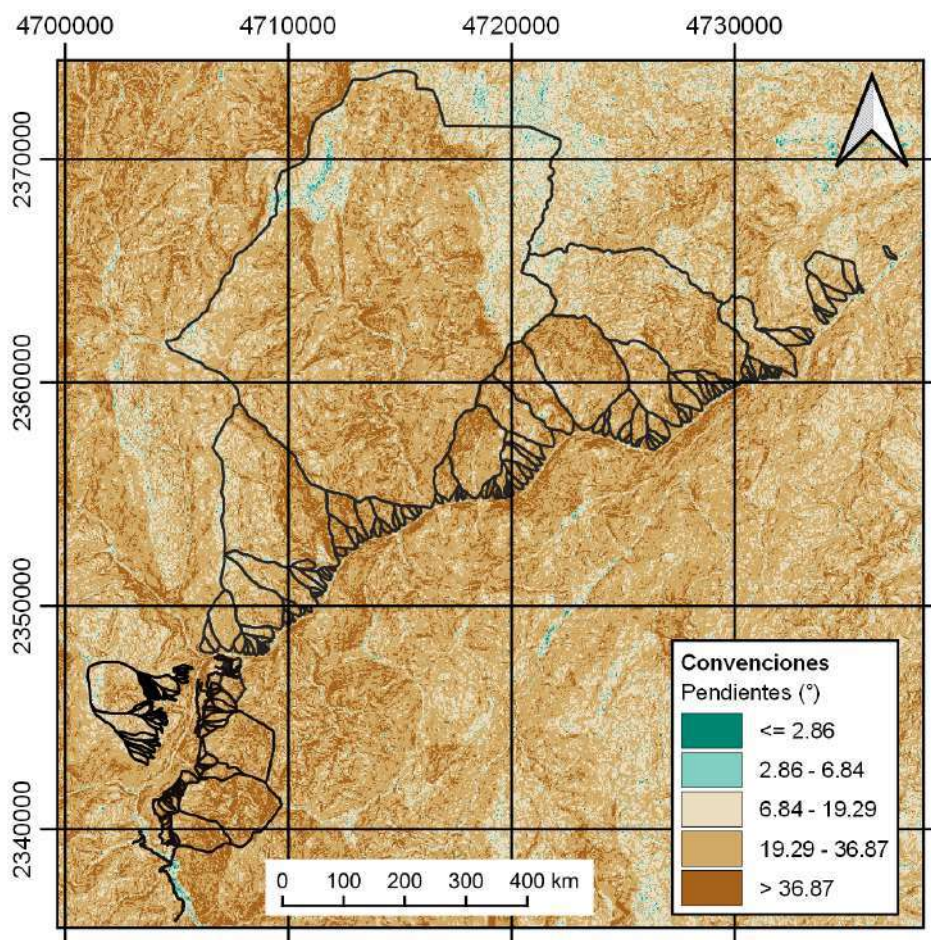 4700000 4710000 4720000 4730000
2370000
2360000
2350000
2340000
Convenciones
Pendientes (°)
<= 2.86
2.86 - 6.84
6.84 - 19.29
19.29 - 36.87
> 36.87
0 100 200 300 400 km